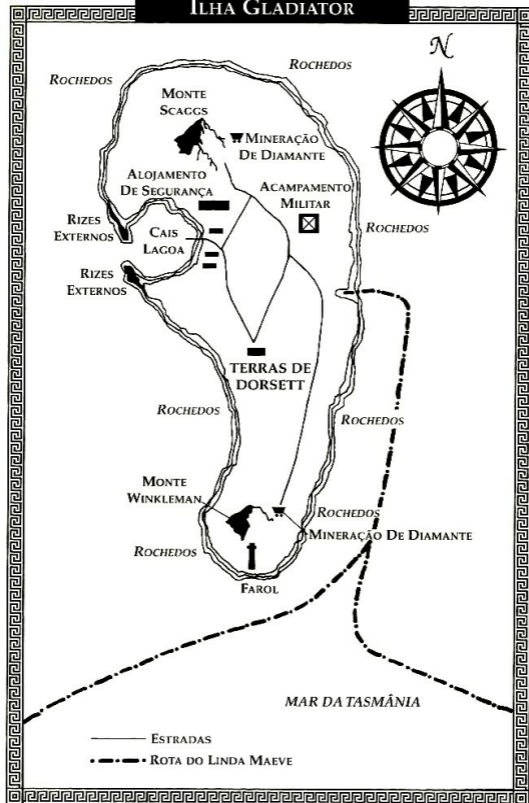 ILHA GLADIATOR
N
ROCHEDOS
ROCHEDOS
MONTE
SCAGGS
MINERAÇÃO
DE DIAMANTE
ALOJAMENTO
DE SEGURANÇA
ACAMPAMENTO
MILITAR
RIZES
EXTERNOS
CAIS
LAGOA
ROCHEDOS
RIZES
EXTERNOS
TERRAS DE
DORSETT
ROCHEDOS
ROCHEDOS
MONTE
WINKLEMAN
ROCHEDOS
MINERAÇÃO DE DIAMANTE
ROCHEDOS
FAROL
MAR DA TASMÂNIA
ESTRADAS
ROTA DO LINDA MAEVE